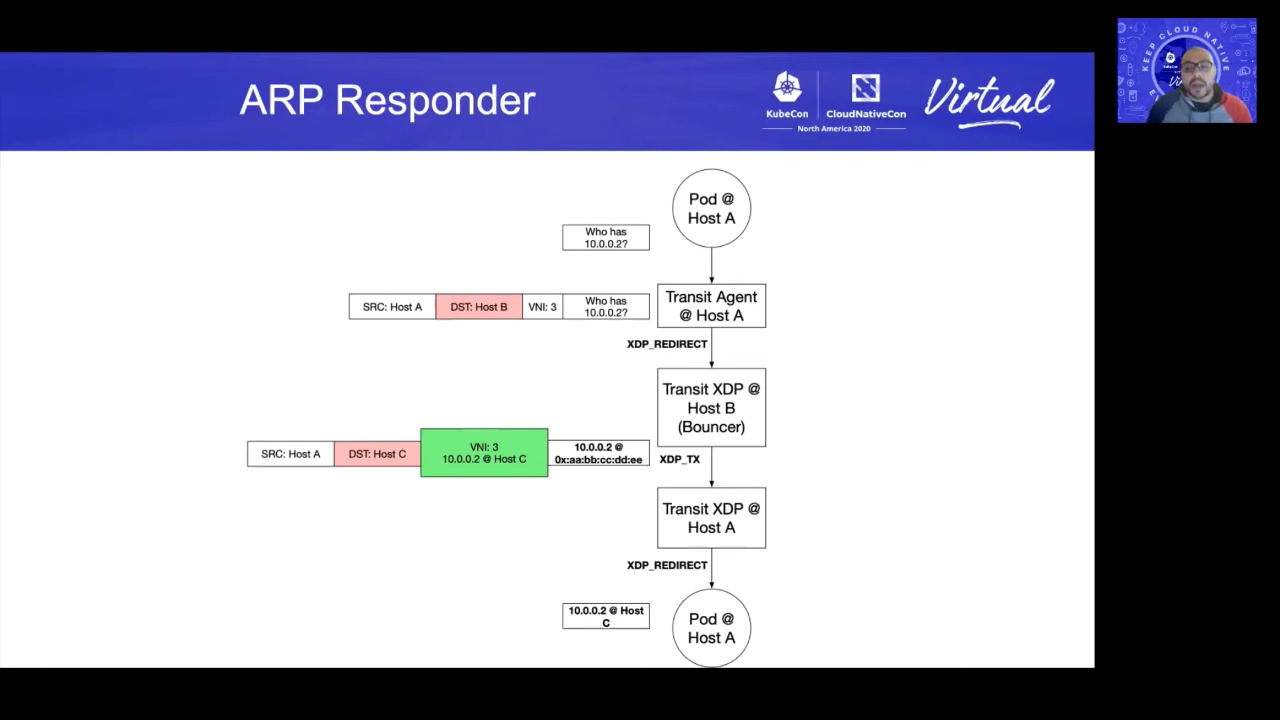 ARP Responder
KubeCon
CloudNativeCon
North America 2020
Virtual
KEEP CLOUD NATIVE
Pod @
Host A
Who has
10.0.0.2?
SRC: Host A
DST: Host B
VNI: 3
Who has
10.0.0.2?
Transit Agent
@ Host A
XDP_REDIRECT
Transit XDP @
Host B
(Bouncer)
SRC: Host A
DST: Host C
VNI: 3
10.0.0.2 @ Host C
10.0.0.2 @
0x:aa:bb:cc:dd:ee
XDP_TX
Transit XDP @
Host A
XDP_REDIRECT
10.0.0.2 @ Host
C
Pod @
Host A